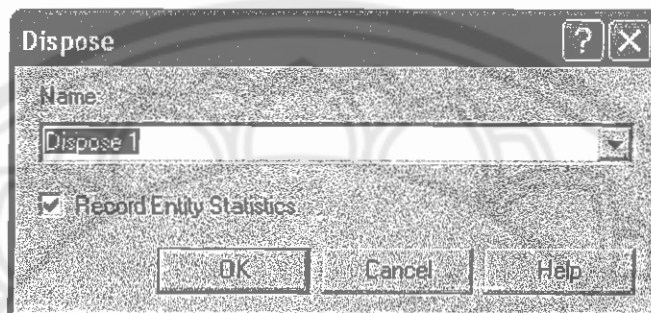 Dispose
Name:
Dispose 1
Record Entity Statistics
OK Cancel Help